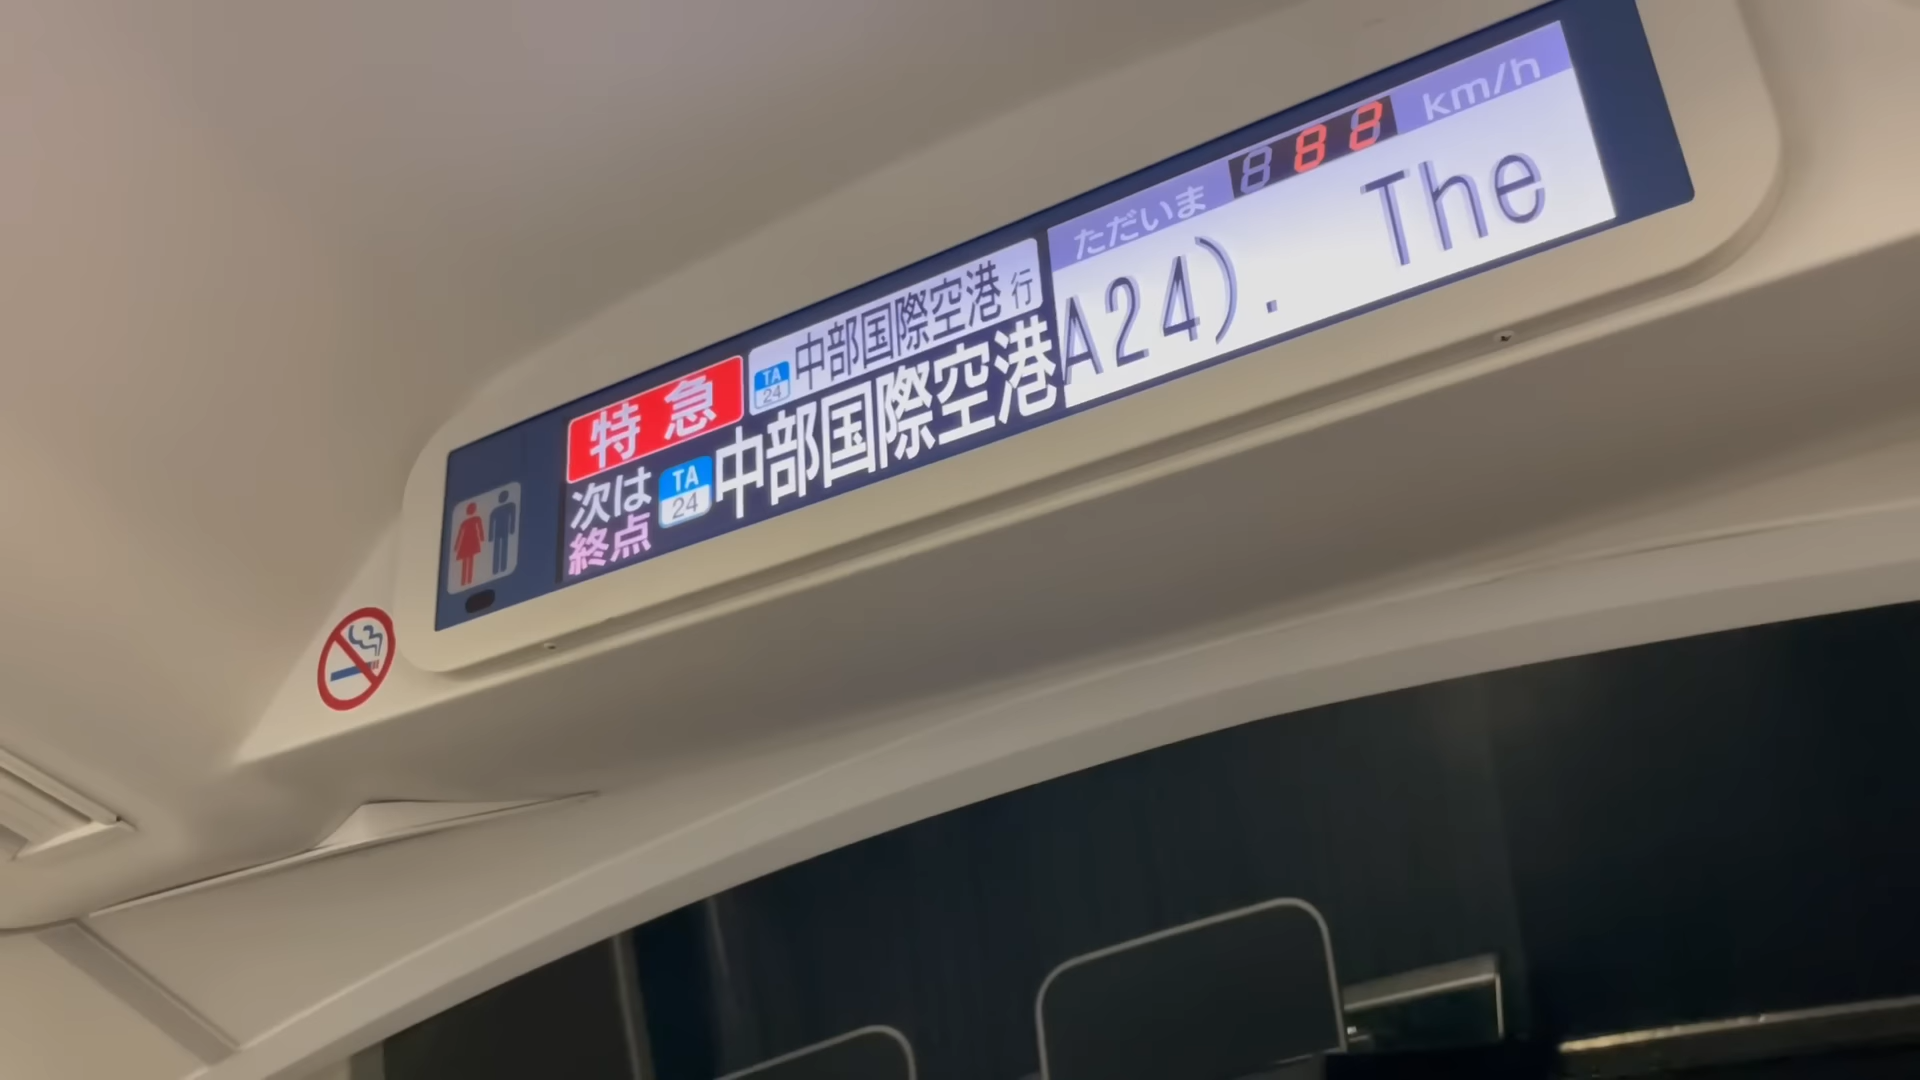 特急
TA
24
中部国際空港 行
次は
終点
TA
24
中部国際空港
ただいま 88 km/h
A24). The